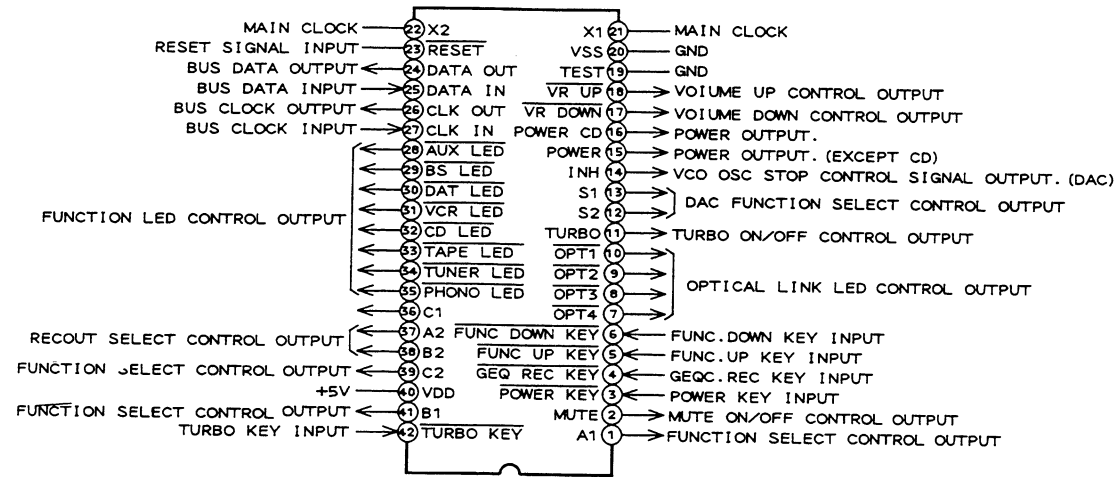 MAIN CLOCK 22 X2 X1 21 MAIN CLOCK
RESET SIGNAL INPUT 23 RESET VSS 20 GND
BUS DATA OUTPUT 24 DATA OUT TEST 19 GND
BUS DATA INPUT 25 DATA IN VR UP 18 VOIUME UP CONTROL OUTPUT
BUS CLOCK OUTPUT 26 CLK OUT VR DOWN 17 VOIUME DOWN CONTROL OUTPUT
BUS CLOCK INPUT 27 CLK IN POWER CD 16 POWER OUTPUT.
28 AUX LED POWER 15 POWER OUTPUT. (EXCEPT CD)
29 BS LED INH 14 VCO OSC STOP CONTROL SIGNAL OUTPUT. (DAC)
30 DAT LED S1 13
DAC FUNCTION SELECT CONTROL OUTPUT
31 VCR LED S2 12
FUNCTION LED CONTROL OUTPUT
32 CD LED TURBO 11 TURBO ON/OFF CONTROL OUTPUT
33 TAPE LED OPT1 10
34 TUNER LED OPT2 9
OPTICAL LINK LED CONTROL OUTPUT
35 PHONO LED OPT3 8
36 C1 OPT4 7
37 A2 FUNC DOWN KEY 6 FUNC.DOWN KEY INPUT
RECOUT SELECT CONTROL OUTPUT
38 B2 FUNC UP KEY 5 FUNC.UP KEY INPUT
FUNCTION SELECT CONTROL OUTPUT 39 C2 GEQ REC KEY 4 GEQC.REC KEY INPUT
+5V 40 VDD POWER KEY 3 POWER KEY INPUT
FUNCTION SELECT CONTROL OUTPUT 41 B1 MUTE 2 MUTE ON/OFF CONTROL OUTPUT
TURBO KEY INPUT 42 TURBO KEY A1 1 FUNCTION SELECT CONTROL OUTPUT